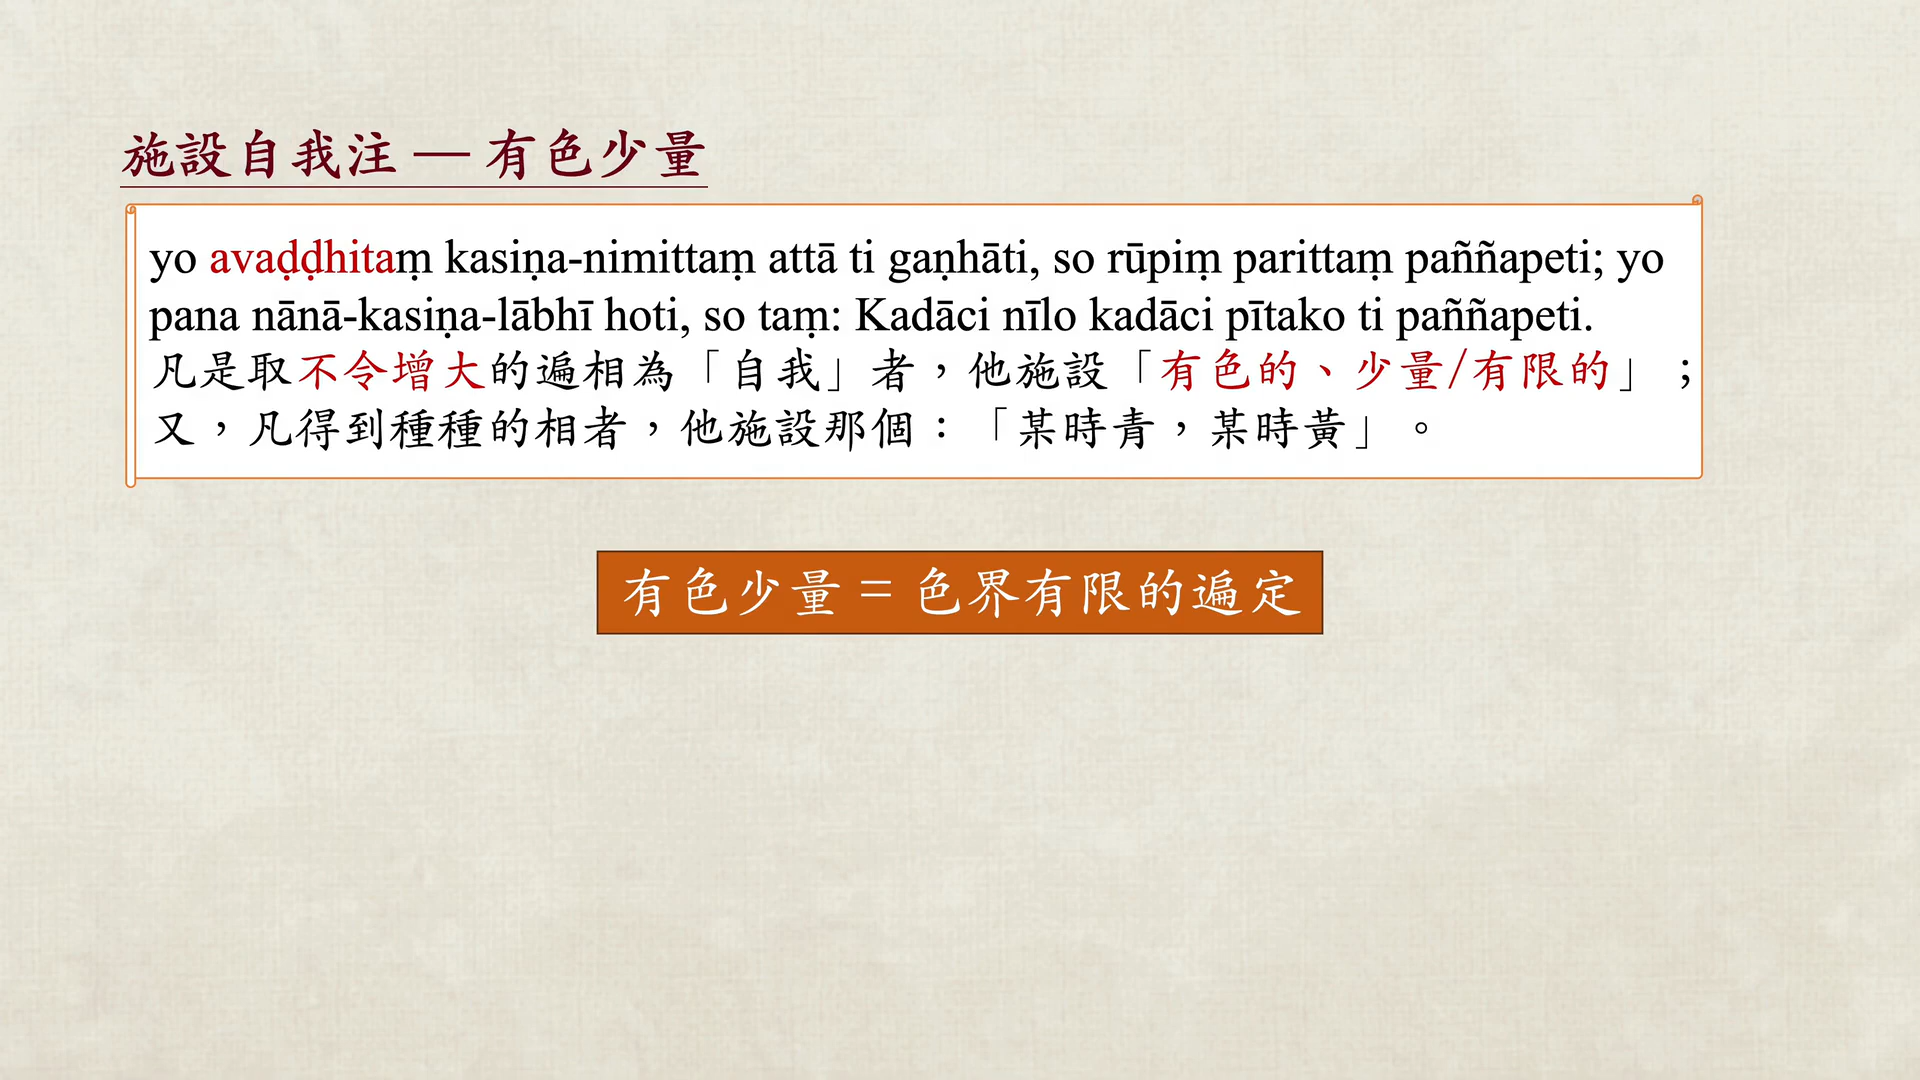 施設自我注 — 有色少量
yo avaḍḍhitaṃ kasiṇa-nimittaṃ attā ti gaṇhāti, so rūpiṃ parittaṃ paññapeti; yo
pana nānā-kasiṇa-lābhī hoti, so taṃ: Kadāci nīlo kadāci pītako ti paññapeti.
凡是取不令增大的遍相為「自我」者，他施設「有色的、少量/有限的」；
又，凡得到種種的相者，他施設那個：「某時青，某時黃」。
有色少量 = 色界有限的遍定